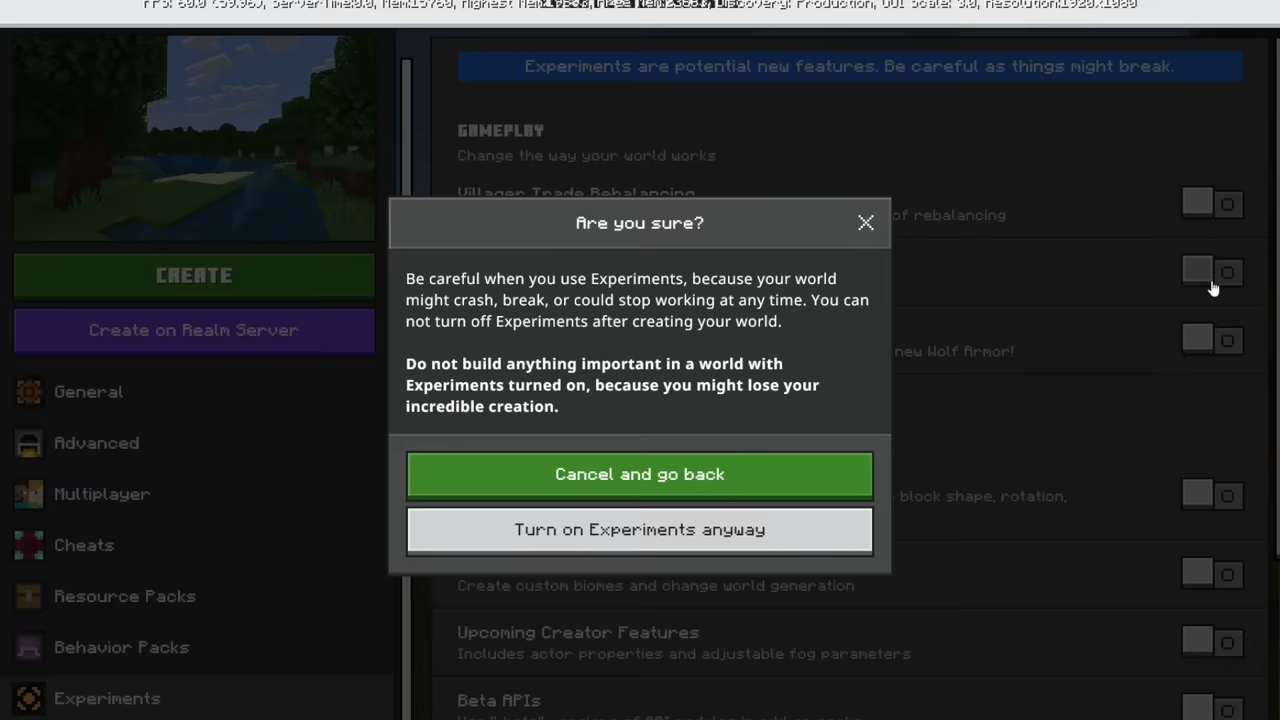 Experiments are potential new features. Be careful as things might break.
GAMEPLAY
Change the way your world works
Villager Trade Rebalancing
of rebalancing
Are you sure?
Be careful when you use Experiments, because your world
might crash, break, or could stop working at any time. You can
not turn off Experiments after creating your world.
Do not build anything important in a world with
Experiments turned on, because you might lose your
incredible creation.
Cancel and go back
Turn on Experiments anyway
CREATE
Create on Realm Server
General
Advanced
Multiplayer
Cheats
Resource Packs
Behavior Packs
Experiments
new Wolf Armor!
block shape, rotation,
Create custom biomes and change world generation
Upcoming Creator Features
Includes actor properties and adjustable fog parameters
Beta APIs